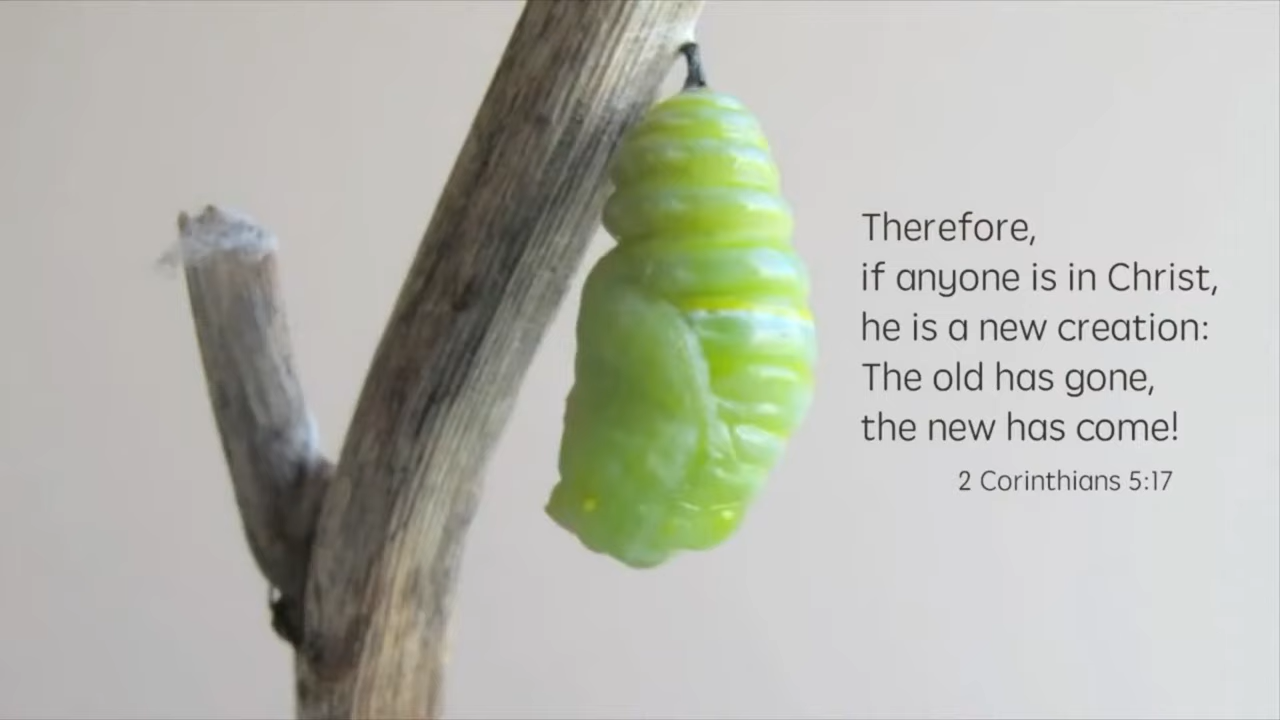 Therefore,
if anyone is in Christ,
he is a new creation:
The old has gone,
the new has come!
2 Corinthians 5:17